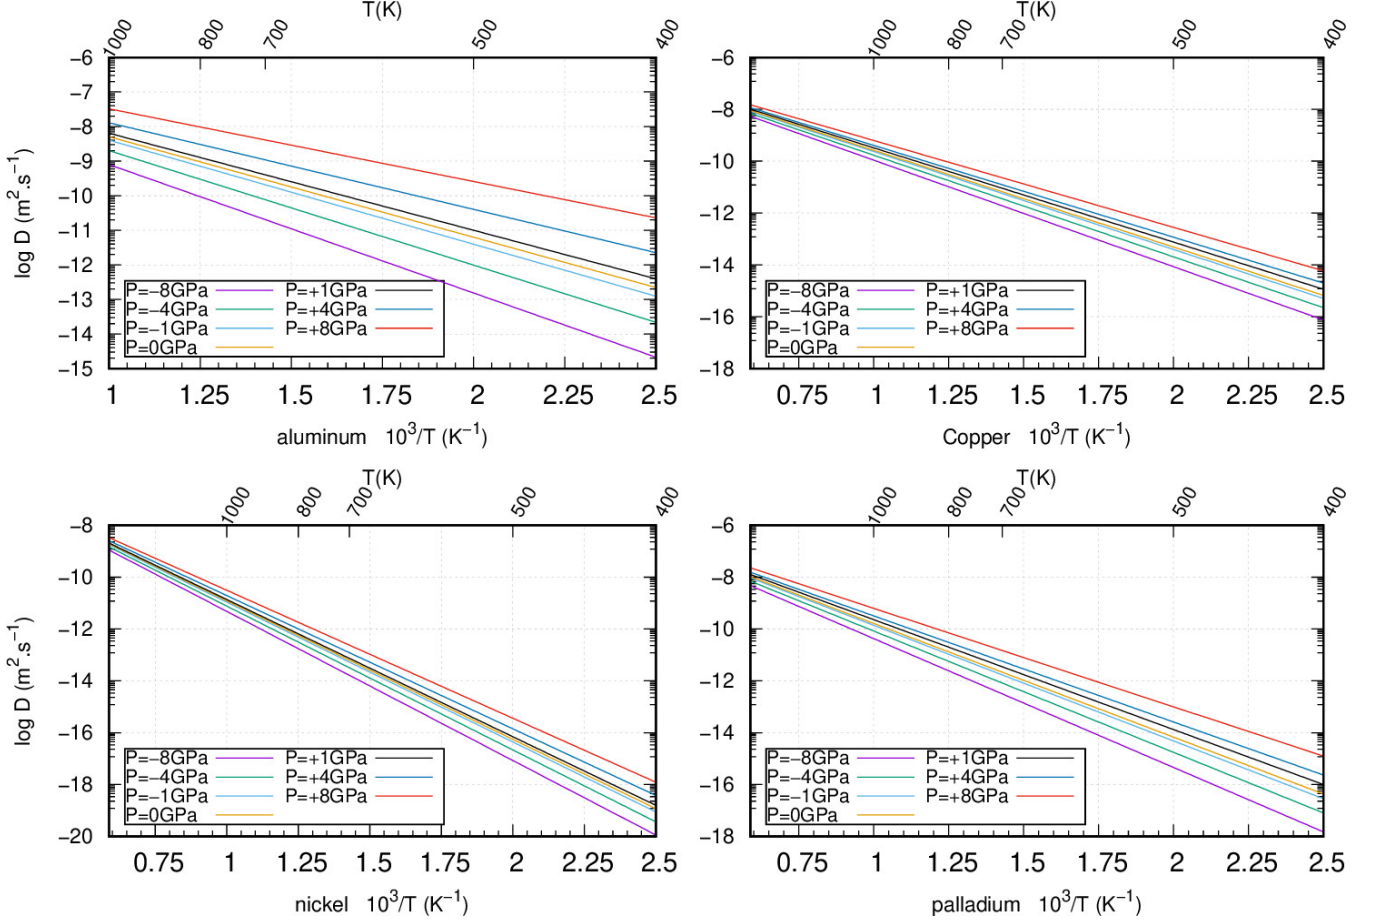 T(K)
1000 800 700 500 400
−6
−7
−8
−9
−10
−11
−12
−13
−14
−15
log D (m².s⁻¹)
P=−8GPa P=+1GPa
P=−4GPa P=+4GPa
P=−1GPa P=+8GPa
P=0GPa
1 1.25 1.5 1.75 2 2.25 2.5
aluminum 10³/T (K⁻¹)
T(K)
1000 800 700 500 400
−6
−8
−10
−12
−14
−16
−18
P=−8GPa P=+1GPa
P=−4GPa P=+4GPa
P=−1GPa P=+8GPa
P=0GPa
0.75 1 1.25 1.5 1.75 2 2.25 2.5
Copper 10³/T (K⁻¹)
T(K)
1000 800 700 500 400
−8
−10
−12
−14
−16
−18
−20
log D (m².s⁻¹)
P=−8GPa P=+1GPa
P=−4GPa P=+4GPa
P=−1GPa P=+8GPa
P=0GPa
0.75 1 1.25 1.5 1.75 2 2.25 2.5
nickel 10³/T (K⁻¹)
T(K)
1000 800 700 500 400
−6
−8
−10
−12
−14
−16
−18
P=−8GPa P=+1GPa
P=−4GPa P=+4GPa
P=−1GPa P=+8GPa
P=0GPa
0.75 1 1.25 1.5 1.75 2 2.25 2.5
palladium 10³/T (K⁻¹)